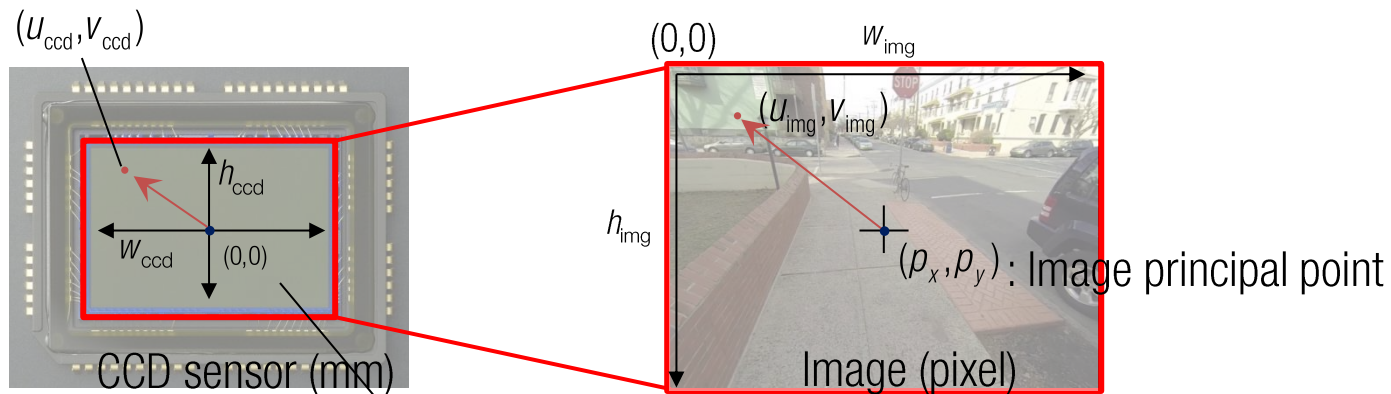 (u_ccd,v_ccd)
h_ccd
w_ccd
(0,0)
CCD sensor (mm)
(0,0)
w_img
STOP
(u_img,v_img)
h_img
(p_x,p_y) : Image principal point
Image (pixel)